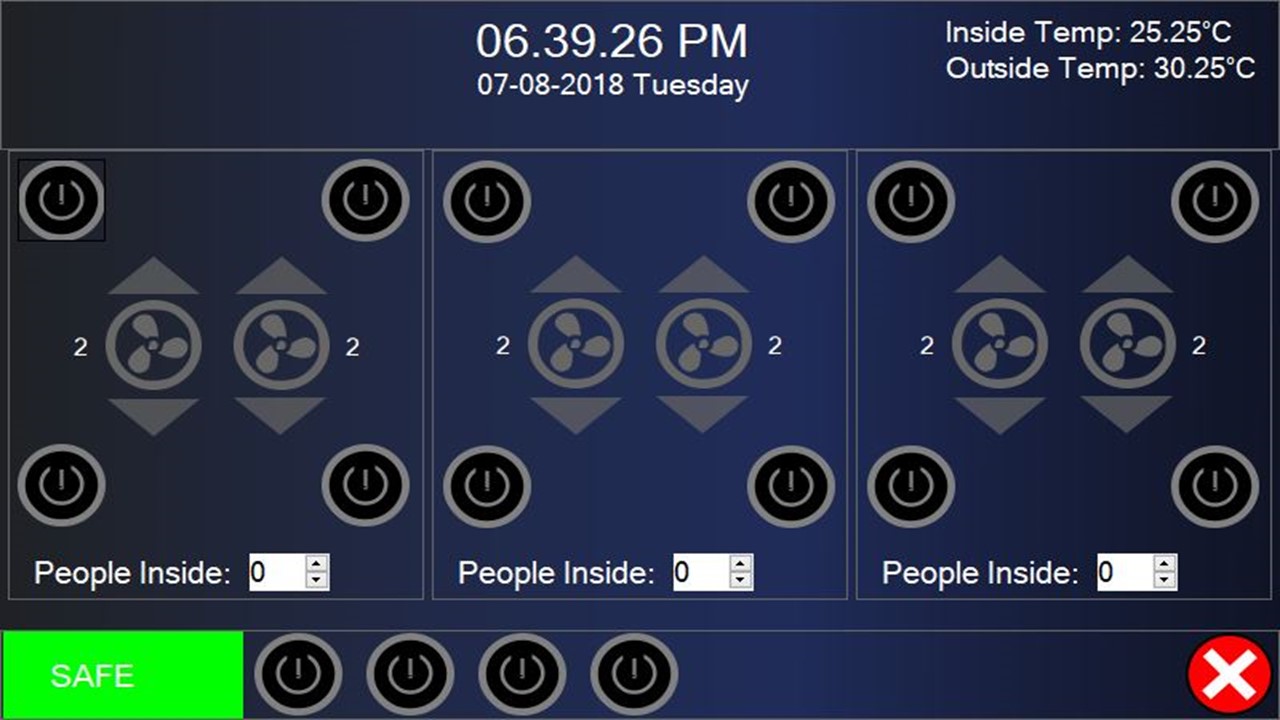 06.39.26 PM
07-08-2018 Tuesday
Inside Temp: 25.25°C
Outside Temp: 30.25°C
2 2 2 2 2 2
People Inside: 0 People Inside: 0 People Inside: 0
SAFE